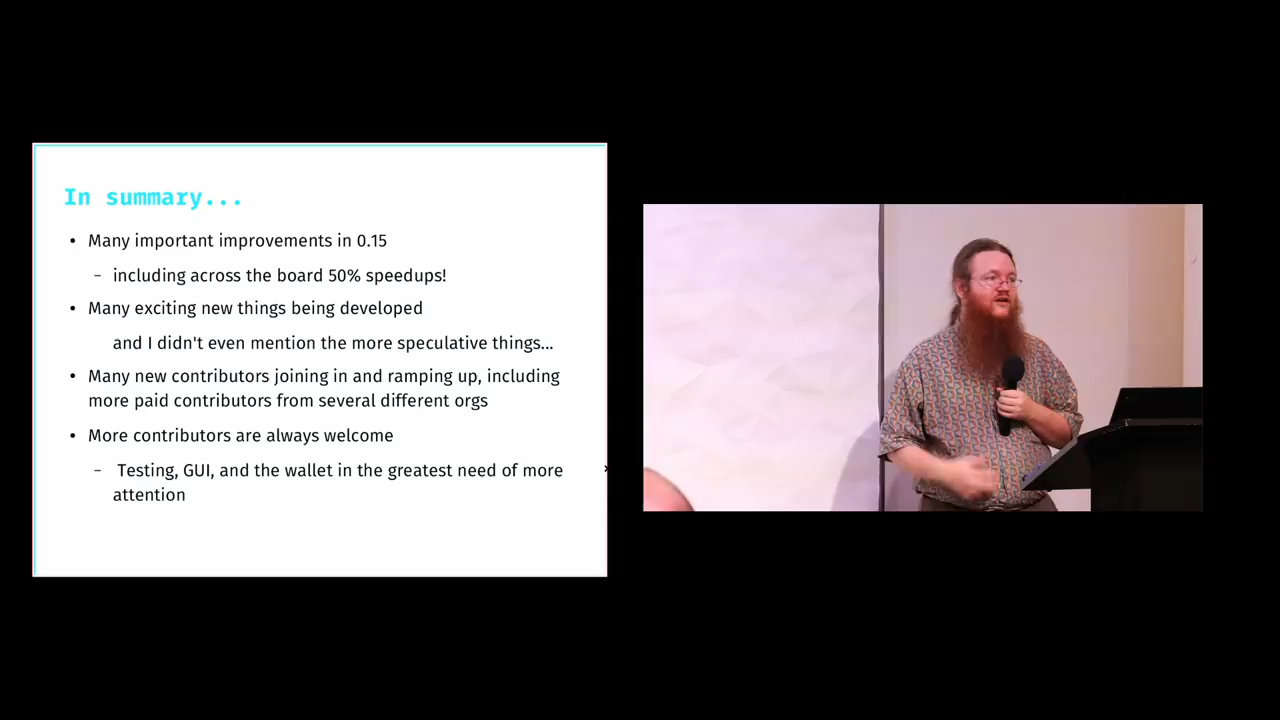 In summary...
• Many important improvements in 0.15
– including across the board 50% speedups!
• Many exciting new things being developed
and I didn't even mention the more speculative things...
• Many new contributors joining in and ramping up, including
more paid contributors from several different orgs
• More contributors are always welcome
– Testing, GUI, and the wallet in the greatest need of more
attention